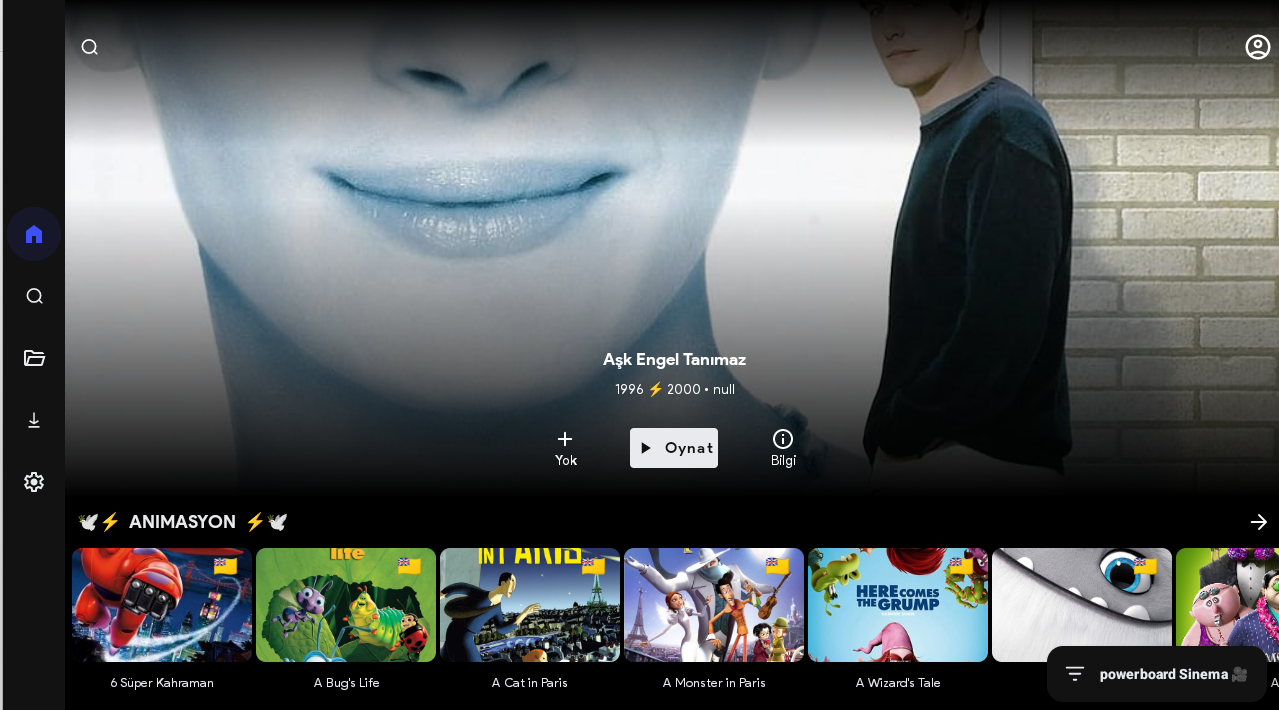 Aşk Engel Tanımaz
1996 ⚡ 2000 • null
Yok
Oynat
Bilgi
🕊⚡ ANIMASYON ⚡🕊
life
IN PARIS
HERE COMES
THE GRUMP
6 Süper Kahraman
A Bug's Life
A Cat in Paris
A Monster in Paris
A Wizard's Tale
powerboard Sinema 🎥
A